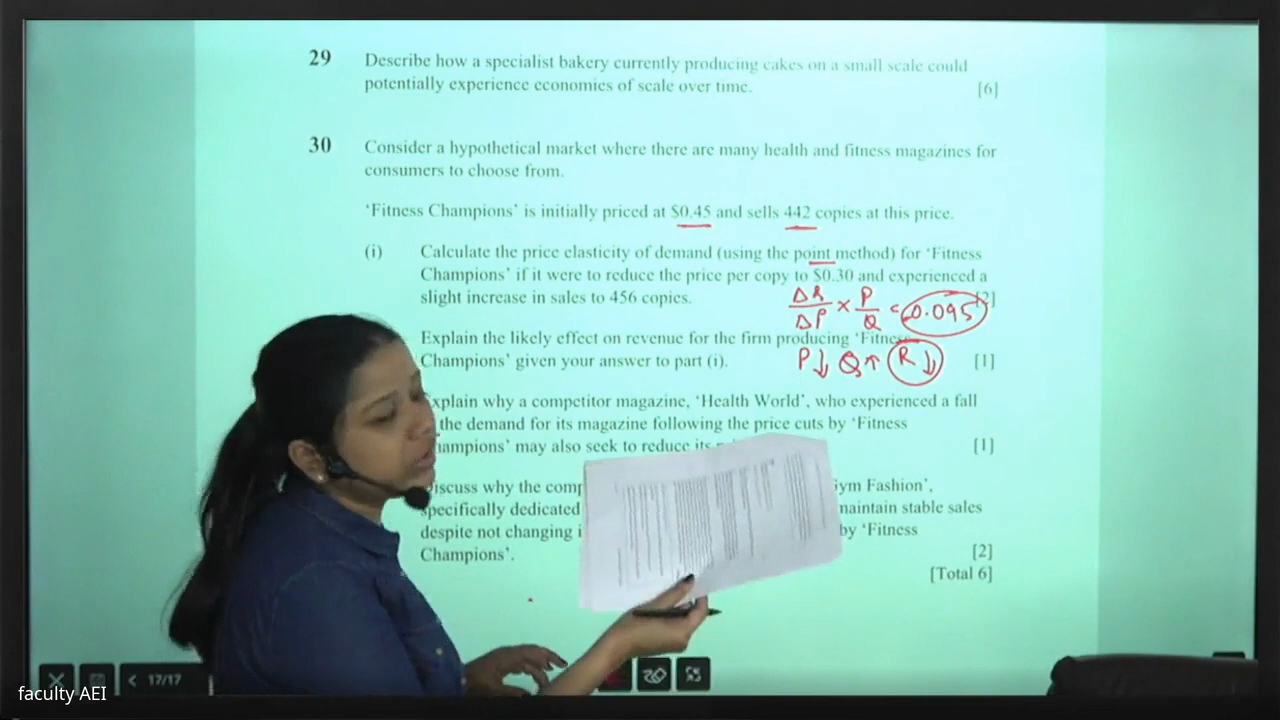 29 Describe how a specialist bakery currently producing cakes on a small scale could
potentially experience economies of scale over time. [6]
30 Consider a hypothetical market where there are many health and fitness magazines for
consumers to choose from.
'Fitness Champions' is initially priced at $0.45 and sells 442 copies at this price.
(i) Calculate the price elasticity of demand (using the point method) for 'Fitness
Champions' if it were to reduce the price per copy to $0.30 and experienced a
slight increase in sales to 456 copies. [2]
ΔQ/ΔP × P/Q = 0.095
Explain the likely effect on revenue for the firm producing 'Fitness
Champions' given your answer to part (i). [1]
P↓ Q↑ R↓
xplain why a competitor magazine, 'Health World', who experienced a fall
the demand for its magazine following the price cuts by 'Fitness
hampions' may also seek to reduce its [1]
iscuss why the comp ym Fashion',
specifically dedicated maintain stable sales
despite not changing i by 'Fitness
Champions'. [2]
[Total 6]
17/17
faculty AEI